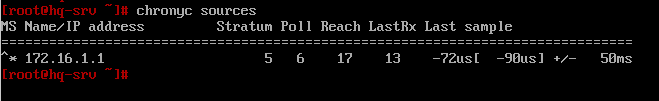 [root@hq-srv ~]# chronyc sources
MS Name/IP address         Stratum Poll Reach LastRx Last sample
===============================================================================
^* 172.16.1.1                    5   6    17    13    -72us[  -90us] +/-   50ms
[root@hq-srv ~]#